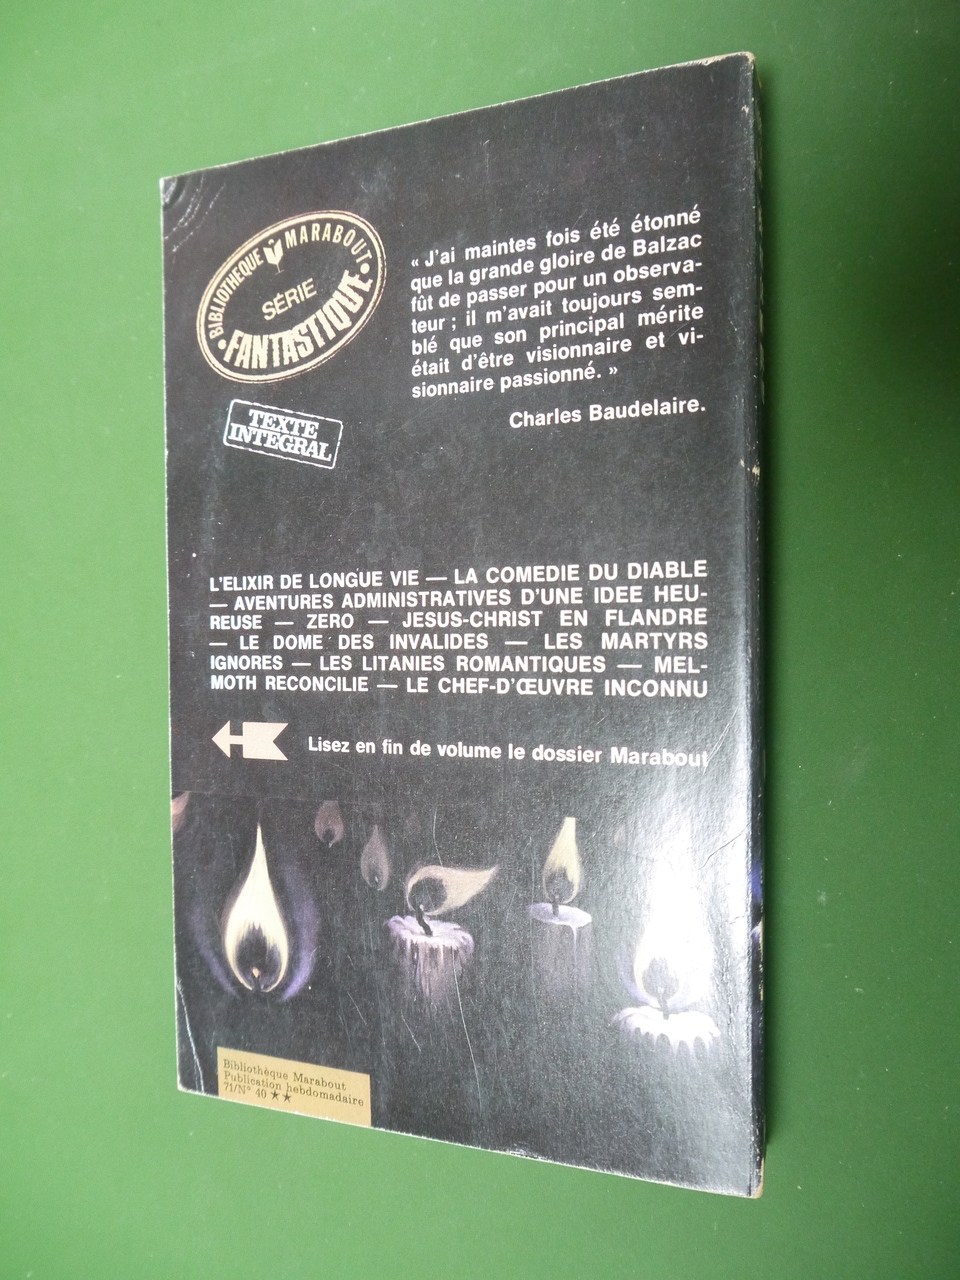 BIBLIOTHEQUE MARABOUT
SÉRIE
FANTASTIQUE
TEXTE
INTEGRAL
« J'ai maintes fois été étonné
que la grande gloire de Balzac
fût de passer pour un observa-
teur ; il m'avait toujours sem-
blé que son principal mérite
était d'être visionnaire et vi-
sionnaire passionné. »
Charles Baudelaire.
L'ELIXIR DE LONGUE VIE — LA COMEDIE DU DIABLE
— AVENTURES ADMINISTRATIVES D'UNE IDEE HEU-
REUSE — ZERO — JESUS-CHRIST EN FLANDRE
— LE DOME DES INVALIDES — LES MARTYRS
IGNORES — LES LITANIES ROMANTIQUES — MEL-
MOTH RECONCILIE — LE CHEF-D'ŒUVRE INCONNU
Lisez en fin de volume le dossier Marabout
Bibliothèque Marabout
Publication hebdomadaire
71/N° 40 ★★